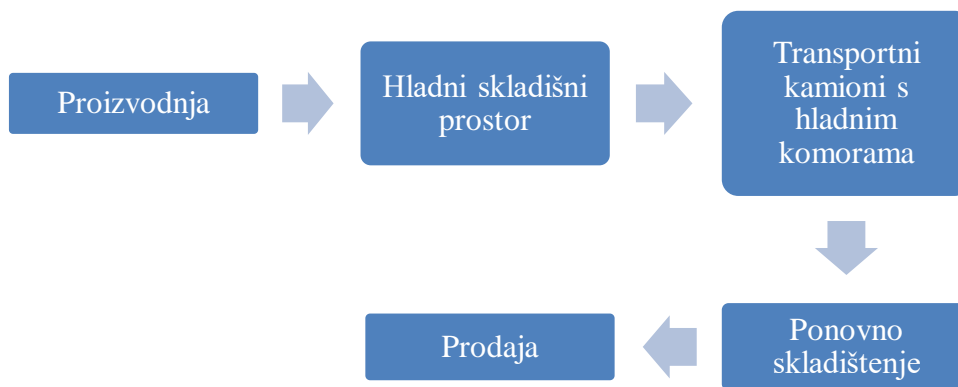 Proizvodnja
Hladni skladišni
prostor
Transportni
kamioni s
hladnim
komorama
Ponovno
skladištenje
Prodaja